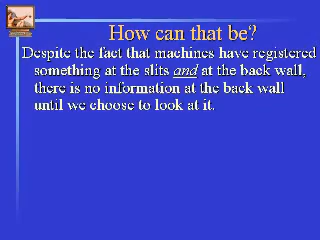 How can that be?
Despite the fact that machines have registered
something at the slits and at the back wall,
there is no information at the back wall
until we choose to look at it.